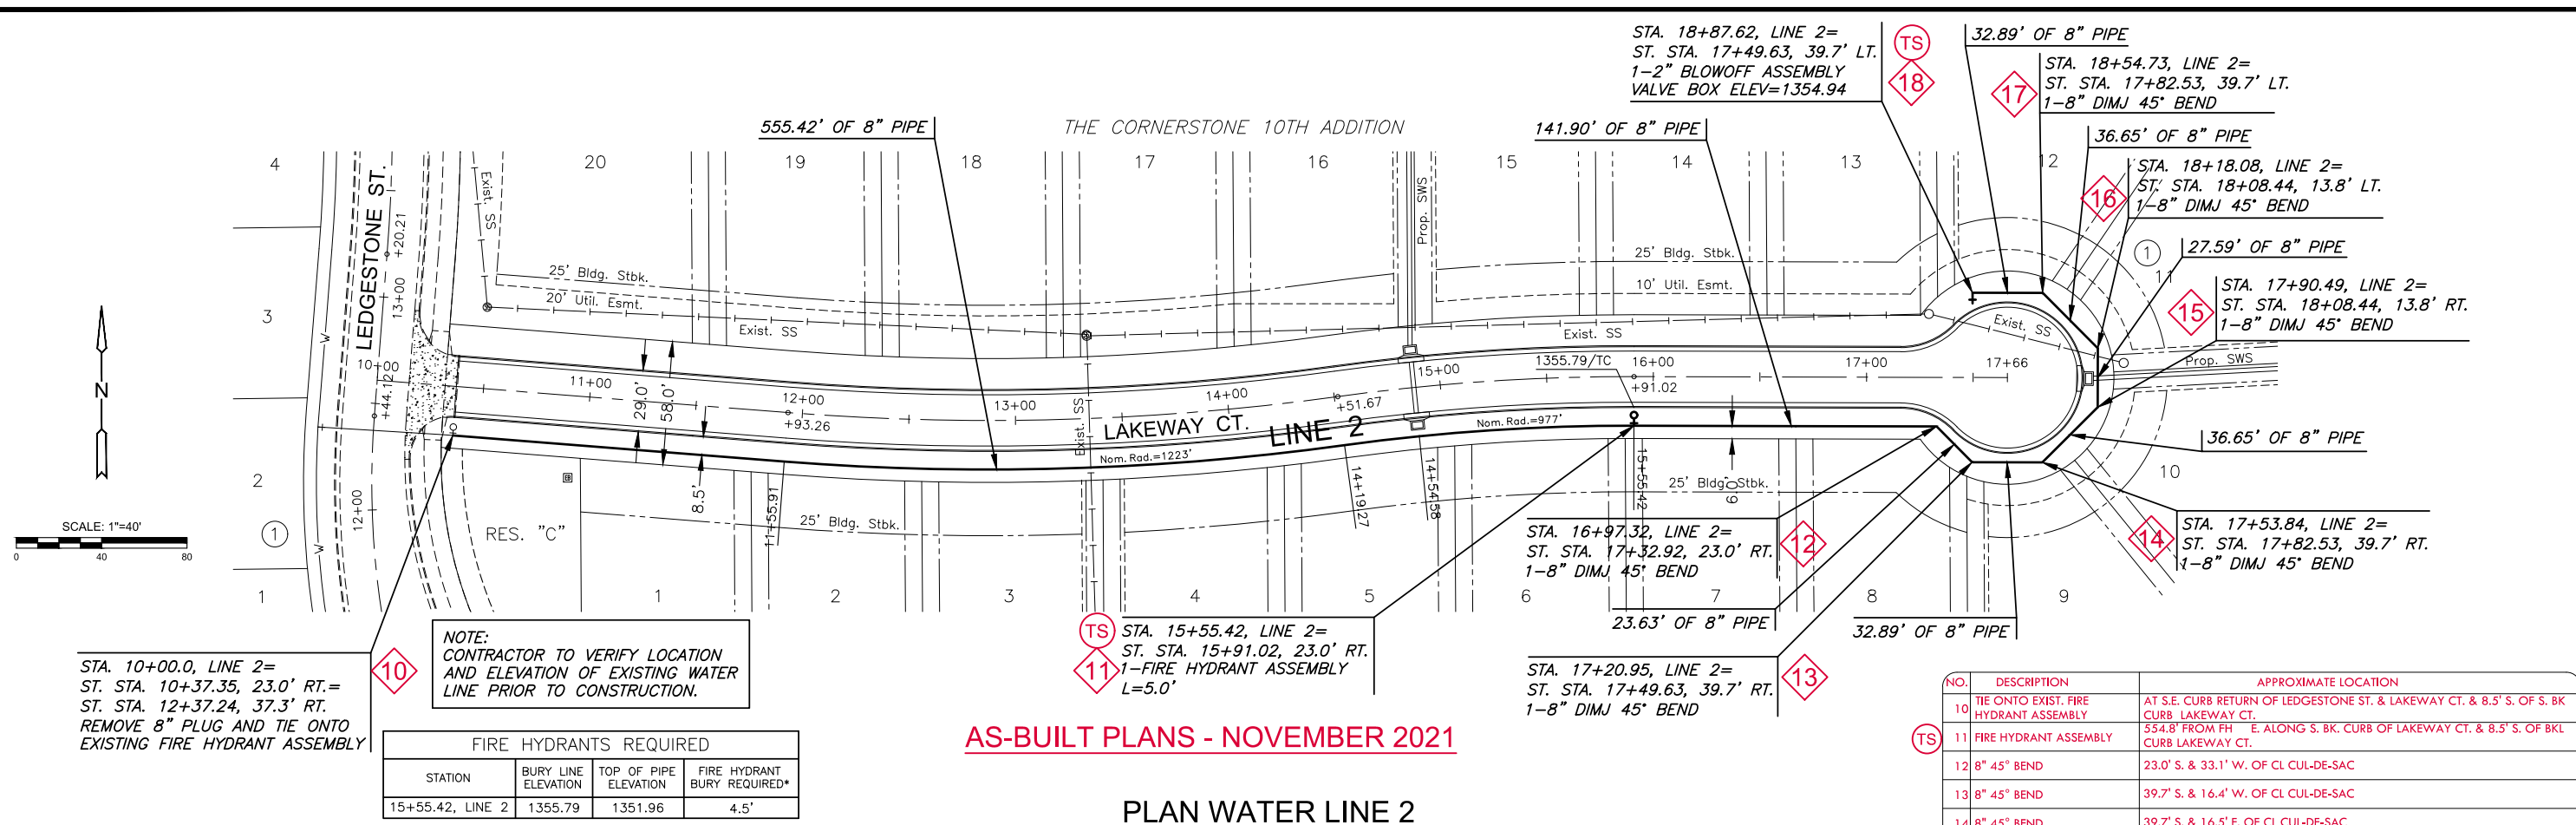 STA. 18+87.62, LINE 2=
ST. STA. 17+49.63, 39.7' LT.
1-2" BLOWOFF ASSEMBLY
VALVE BOX ELEV=1354.94
TS
18
32.89' OF 8" PIPE
17
STA. 18+54.73, LINE 2=
ST. STA. 17+82.53, 39.7' LT.
1-8" DIMJ 45° BEND
555.42' OF 8" PIPE
THE CORNERSTONE 10TH ADDITION
141.90' OF 8" PIPE
36.65' OF 8" PIPE
16
STA. 18+18.08, LINE 2=
ST. STA. 18+08.44, 13.8' LT.
1-8" DIMJ 45° BEND
27.59' OF 8" PIPE
15
STA. 17+90.49, LINE 2=
ST. STA. 18+08.44, 13.8' RT.
1-8" DIMJ 45° BEND
4
20
19
18
17
16
15
14
13
12
11
1
3
LEDGESTONE ST.
+20.21
13+00
Exist. SS
25' Bldg. Stbk.
20' Util. Esmt.
Exist. SS
Prop. SWS
25' Bldg. Stbk.
10' Util. Esmt.
Exist. SS
Exist. SS
Prop. SWS
W
N
10+00
+44.12
11+00
29.0'
58.0'
12+00
+93.26
13+00
Exist. SS
14+00
+51.67
15+00
1355.79/TC
16+00
+91.02
17+00
17+66
LAKEWAY CT.
LINE 2
Nom. Rad.=1223'
Nom. Rad.=977'
36.65' OF 8" PIPE
2
12+00
1
W
RES. "C"
8.5'
11+55.91
25' Bldg. Stbk.
14+19.27
14+54.58
15+55.42
25' Bldg. Stbk.
6.0'
10
SCALE: 1"=40'
0 40 80
1
1
2
3
4
5
6
7
8
9
STA. 16+97.32, LINE 2=
ST. STA. 17+32.92, 23.0' RT.
1-8" DIMJ 45° BEND
12
14
STA. 17+53.84, LINE 2=
ST. STA. 17+82.53, 39.7' RT.
1-8" DIMJ 45° BEND
23.63' OF 8" PIPE
32.89' OF 8" PIPE
STA. 10+00.0, LINE 2=
ST. STA. 10+37.35, 23.0' RT.=
ST. STA. 12+37.24, 37.3' RT.
REMOVE 8" PLUG AND TIE ONTO
EXISTING FIRE HYDRANT ASSEMBLY
10
NOTE:
CONTRACTOR TO VERIFY LOCATION
AND ELEVATION OF EXISTING WATER
LINE PRIOR TO CONSTRUCTION.
TS
11
STA. 15+55.42, LINE 2=
ST. STA. 15+91.02, 23.0' RT.
1-FIRE HYDRANT ASSEMBLY
L=5.0'
STA. 17+20.95, LINE 2=
ST. STA. 17+49.63, 39.7' RT.
1-8" DIMJ 45° BEND
13
AS-BUILT PLANS - NOVEMBER 2021
FIRE HYDRANTS REQUIRED
STATION BURY LINE ELEVATION TOP OF PIPE ELEVATION FIRE HYDRANT BURY REQUIRED*
15+55.42, LINE 2 1355.79 1351.96 4.5'
PLAN WATER LINE 2
NO. DESCRIPTION APPROXIMATE LOCATION
10 TIE ONTO EXIST. FIRE HYDRANT ASSEMBLY AT S.E. CURB RETURN OF LEDGESTONE ST. & LAKEWAY CT. & 8.5' S. OF S. BK CURB LAKEWAY CT.
TS 11 FIRE HYDRANT ASSEMBLY 554.8' FROM FH E. ALONG S. BK. CURB OF LAKEWAY CT. & 8.5' S. OF BKL CURB LAKEWAY CT.
12 8" 45° BEND 23.0' S. & 33.1' W. OF CL CUL-DE-SAC
13 8" 45° BEND 39.7' S. & 16.4' W. OF CL CUL-DE-SAC
14 8" 45° BEND 39.7' S. & 16.5' E. OF CL CUL-DE-SAC